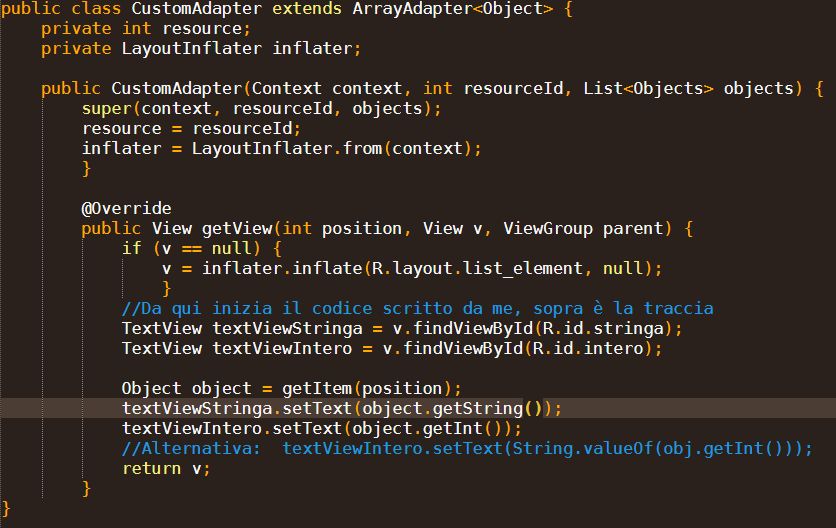 public class CustomAdapter extends ArrayAdapter<Object> {
    private int resource;
    private LayoutInflater inflater;

    public CustomAdapter(Context context, int resourceId, List<Objects> objects) {
        super(context, resourceId, objects);
        resource = resourceId;
        inflater = LayoutInflater.from(context);
        }

        @Override
        public View getView(int position, View v, ViewGroup parent) {
            if (v == null) {
                v = inflater.inflate(R.layout.list_element, null);
                }
            //Da qui inizia il codice scritto da me, sopra è la traccia
            TextView textViewStringa = v.findViewById(R.id.stringa);
            TextView textViewIntero = v.findViewById(R.id.intero);

            Object object = getItem(position);
            textViewStringa.setText(object.getString());
            textViewIntero.setText(object.getInt());
            //Alternativa:  textViewIntero.setText(String.valueOf(obj.getInt()));
            return v;
        }
}